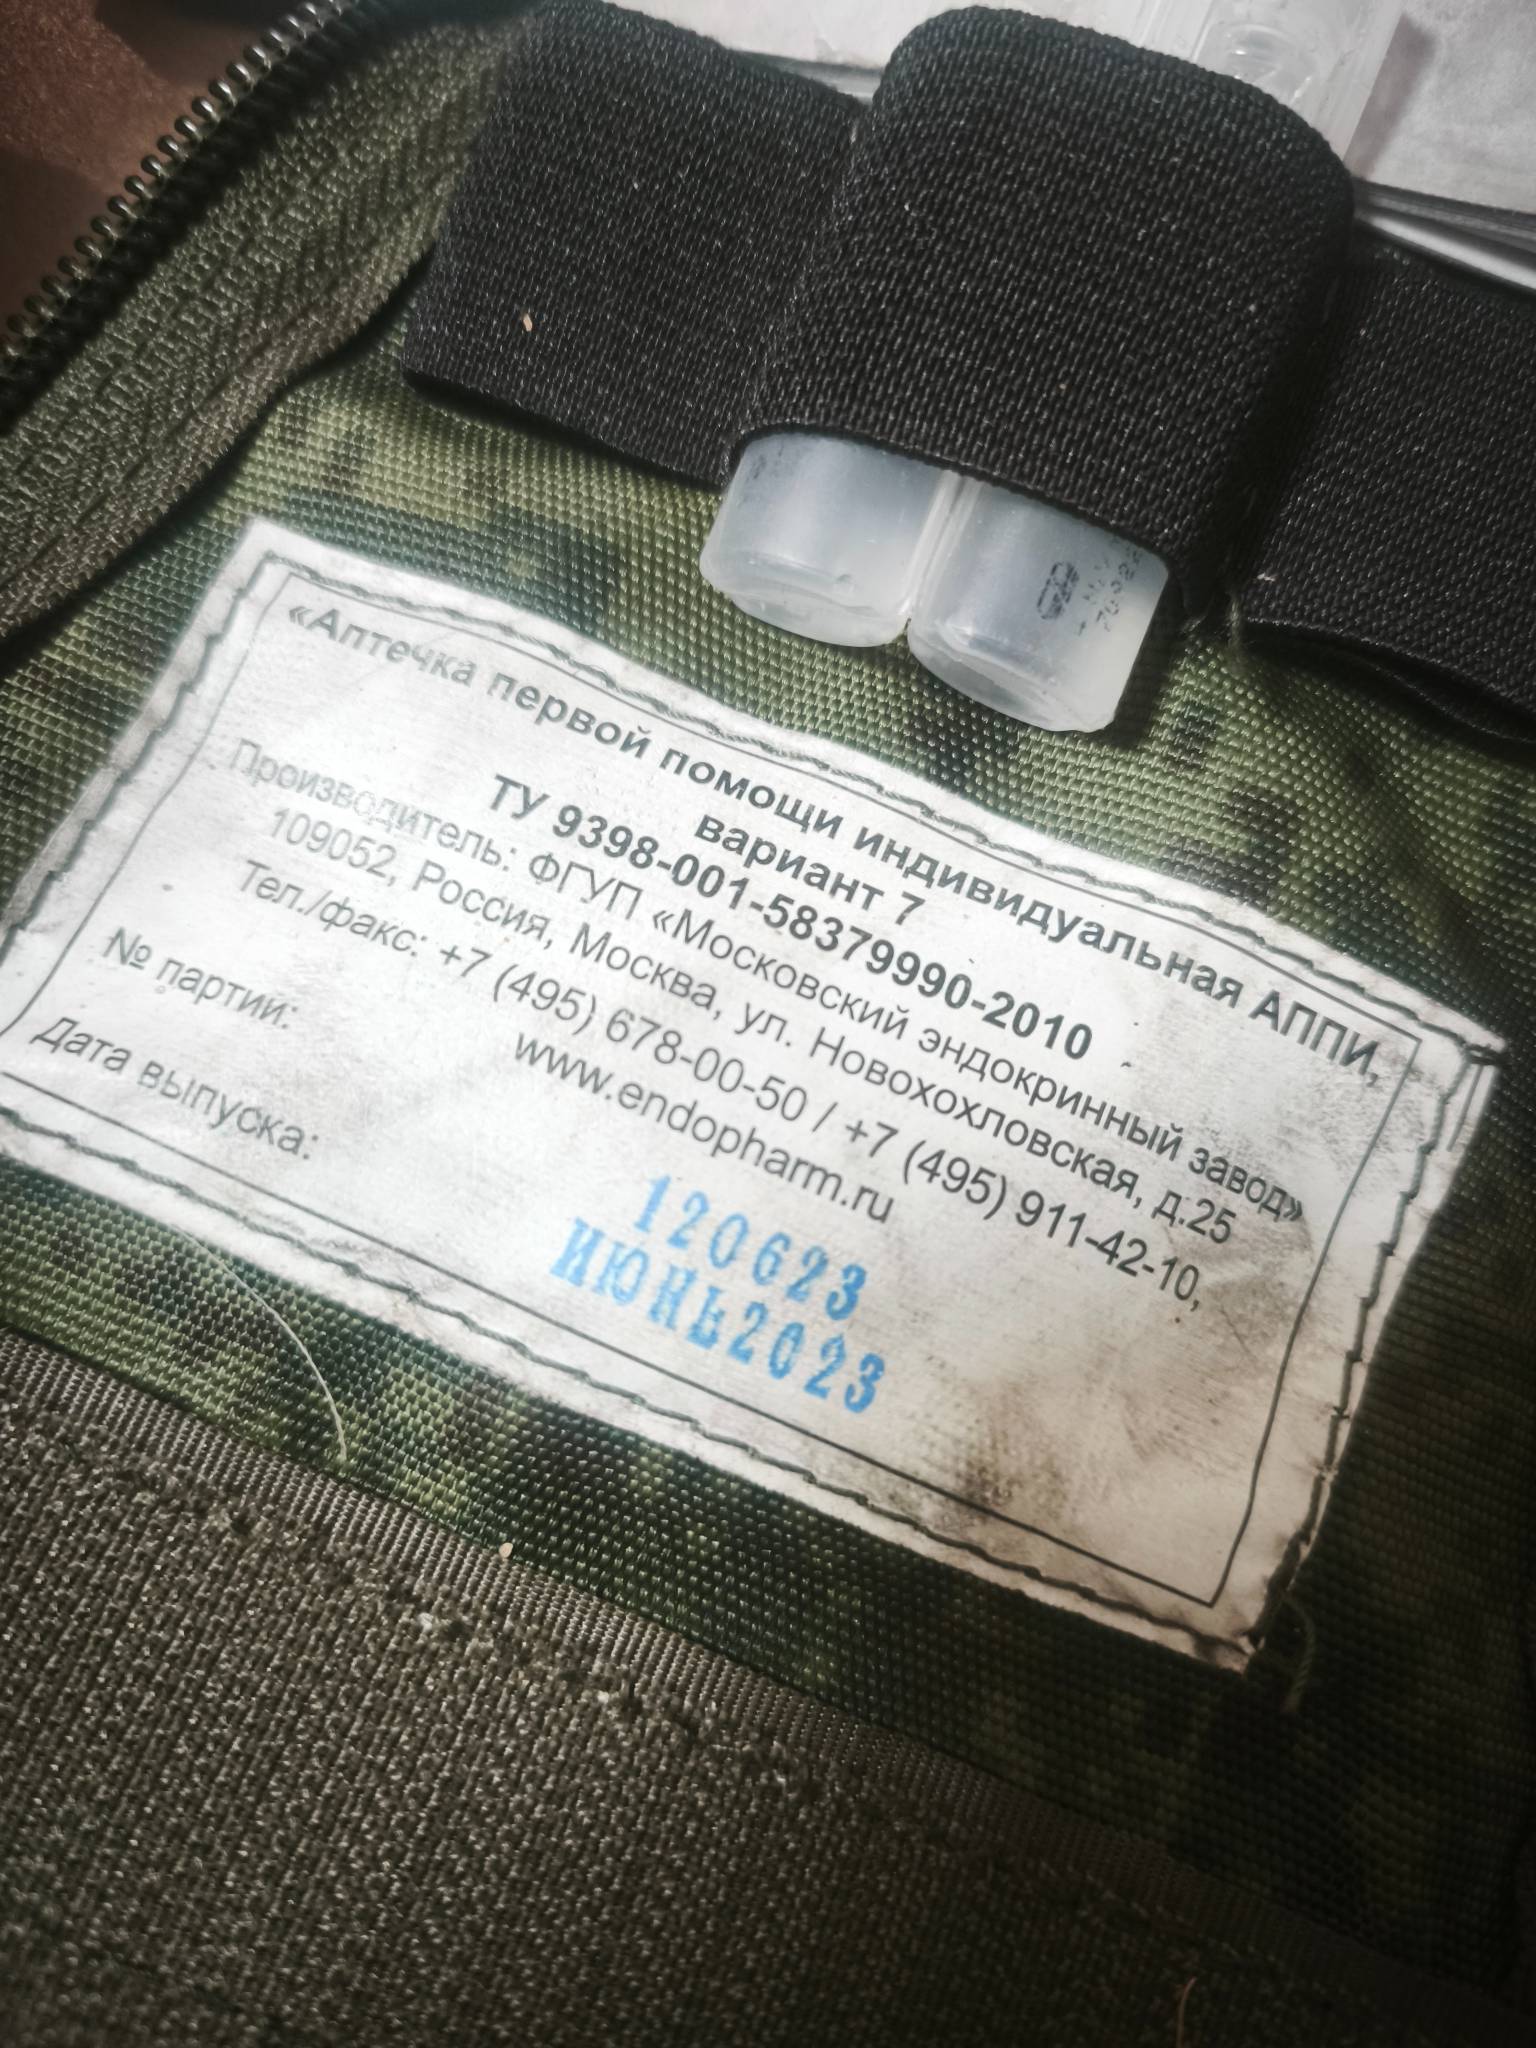 «Аптечка первой помощи индивидуальная АППИ,
вариант 7
ТУ 9398-001-58379990-2010
Производитель: ФГУП «Московский эндокринный завод»
109052, Россия, Москва, ул. Новохохловская, д.25
Тел./факс: +7 (495) 678-00-50 / +7 (495) 911-42-10,
www.endopharm.ru
№ партии: 120623
Дата выпуска: ИЮНЬ2023